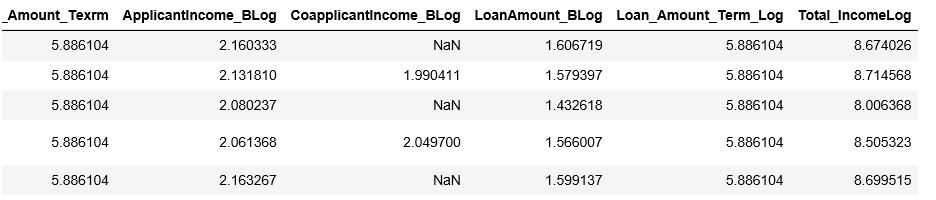 _Amount_Texrm ApplicantIncome_BLog CoapplicantIncome_BLog LoanAmount_BLog Loan_Amount_Term_Log Total_IncomeLog
5.886104 2.160333 NaN 1.606719 5.886104 8.674026
5.886104 2.131810 1.990411 1.579397 5.886104 8.714568
5.886104 2.080237 NaN 1.432618 5.886104 8.006368
5.886104 2.061368 2.049700 1.566007 5.886104 8.505323
5.886104 2.163267 NaN 1.599137 5.886104 8.699515